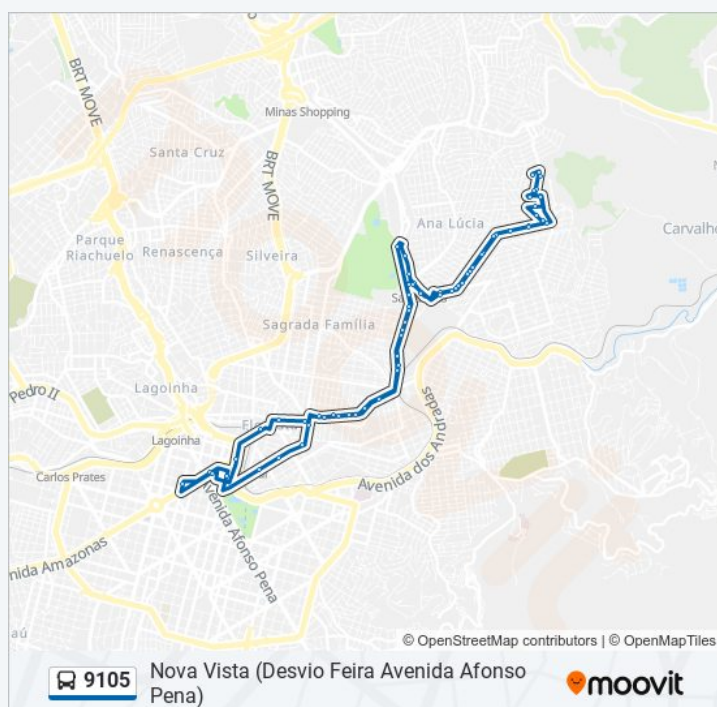 BRT MOVE
Minas Shopping
Santa Cruz
BRT MOVE
Ana Lúcia
Carvalho
Parque
Riachuelo
Renascença
Silveira
Sagrada Família
Pedro II
Lagoinha
Lagoinha
Carlos Prates
Avenida dos Andradas
Avenida Afonso Pena
nida Amazonas
aú
© OpenStreetMap contributors | © OpenMapTiles
9105
Nova Vista (Desvio Feira Avenida Afonso
Pena)
moovit